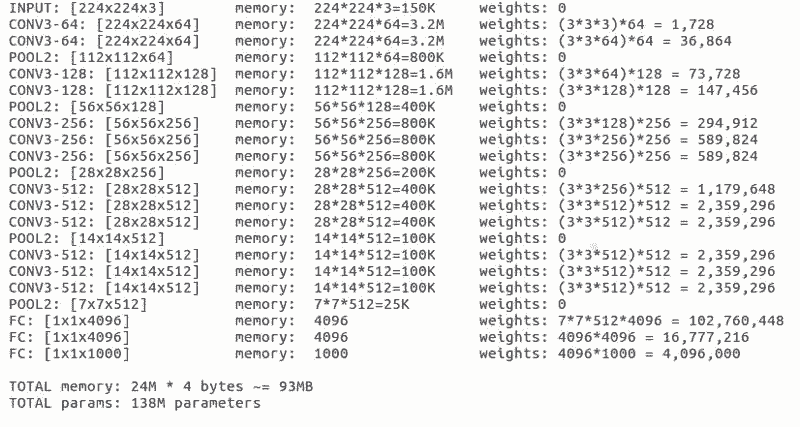 INPUT: [224x224x3] memory: 224*224*3=150K weights: 0
CONV3-64: [224x224x64] memory: 224*224*64=3.2M weights: (3*3*3)*64 = 1,728
CONV3-64: [224x224x64] memory: 224*224*64=3.2M weights: (3*3*64)*64 = 36,864
POOL2: [112x112x64] memory: 112*112*64=800K weights: 0
CONV3-128: [112x112x128] memory: 112*112*128=1.6M weights: (3*3*64)*128 = 73,728
CONV3-128: [112x112x128] memory: 112*112*128=1.6M weights: (3*3*128)*128 = 147,456
POOL2: [56x56x128] memory: 56*56*128=400K weights: 0
CONV3-256: [56x56x256] memory: 56*56*256=800K weights: (3*3*128)*256 = 294,912
CONV3-256: [56x56x256] memory: 56*56*256=800K weights: (3*3*256)*256 = 589,824
CONV3-256: [56x56x256] memory: 56*56*256=800K weights: (3*3*256)*256 = 589,824
POOL2: [28x28x256] memory: 28*28*256=200K weights: 0
CONV3-512: [28x28x512] memory: 28*28*512=400K weights: (3*3*256)*512 = 1,179,648
CONV3-512: [28x28x512] memory: 28*28*512=400K weights: (3*3*512)*512 = 2,359,296
CONV3-512: [28x28x512] memory: 28*28*512=400K weights: (3*3*512)*512 = 2,359,296
POOL2: [14x14x512] memory: 14*14*512=100K weights: 0
CONV3-512: [14x14x512] memory: 14*14*512=100K weights: (3*3*512)*512 = 2,359,296
CONV3-512: [14x14x512] memory: 14*14*512=100K weights: (3*3*512)*512 = 2,359,296
CONV3-512: [14x14x512] memory: 14*14*512=100K weights: (3*3*512)*512 = 2,359,296
POOL2: [7x7x512] memory: 7*7*512=25K weights: 0
FC: [1x1x4096] memory: 4096 weights: 7*7*512*4096 = 102,760,448
FC: [1x1x4096] memory: 4096 weights: 4096*4096 = 16,777,216
FC: [1x1x1000] memory: 1000 weights: 4096*1000 = 4,096,000
TOTAL memory: 24M * 4 bytes ~= 93MB
TOTAL params: 138M parameters